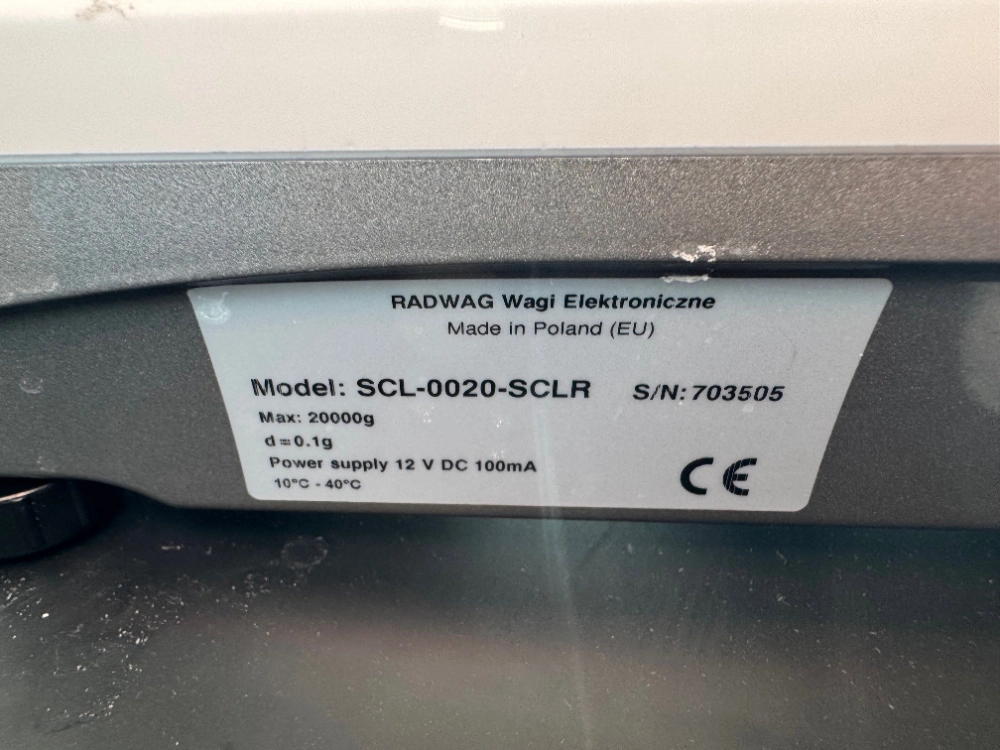 RADWAG Wagi Elektroniczne
Made in Poland (EU)
Model: SCL-0020-SCLR S/N: 703505
Max: 20000g
d=0.1g
Power supply 12 V DC 100mA
10°C - 40°C
CE